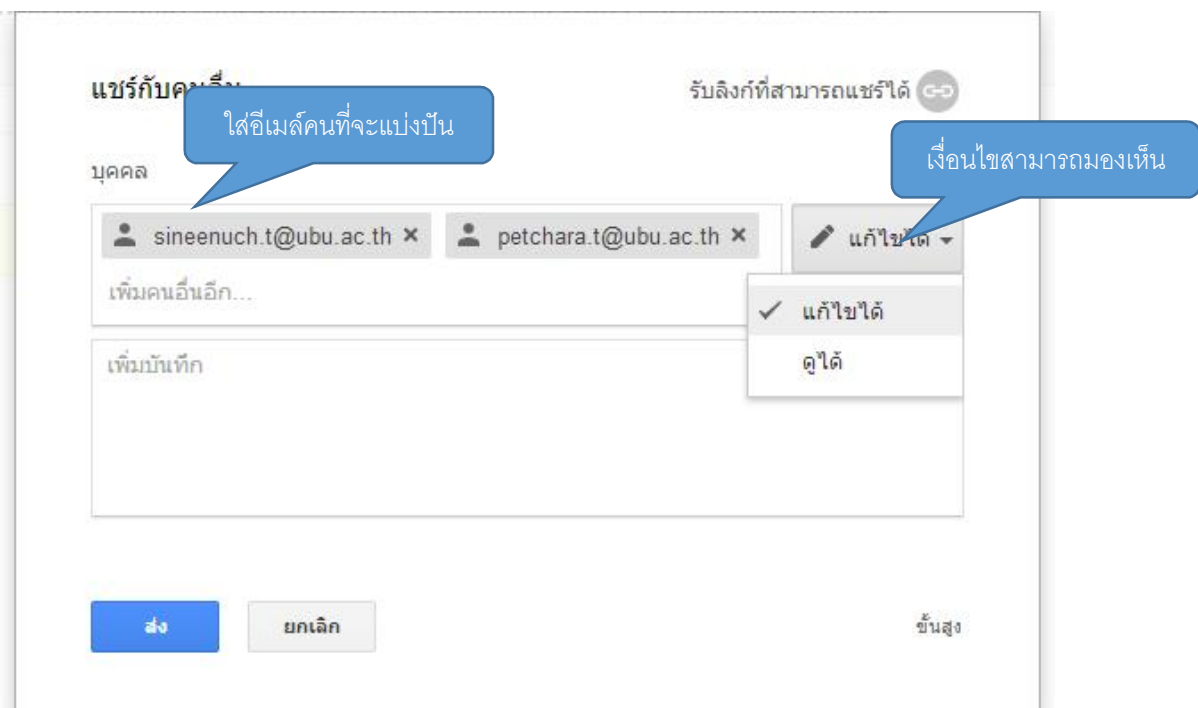 แชร์กับคนอื่น
รับลิงก์ที่สามารถแชร์ได้
ใส่อีเมล์คนที่จะแบ่งปัน
เงื่อนไขสามารถมองเห็น
บุคคล
sineenuch.t@ubu.ac.th × petchara.t@ubu.ac.th ×
แก้ไขได้
เพิ่มคนอื่นอีก...
แก้ไขได้
ดูได้
เพิ่มบันทึก
ส่ง
ยกเลิก
ขั้นสูง